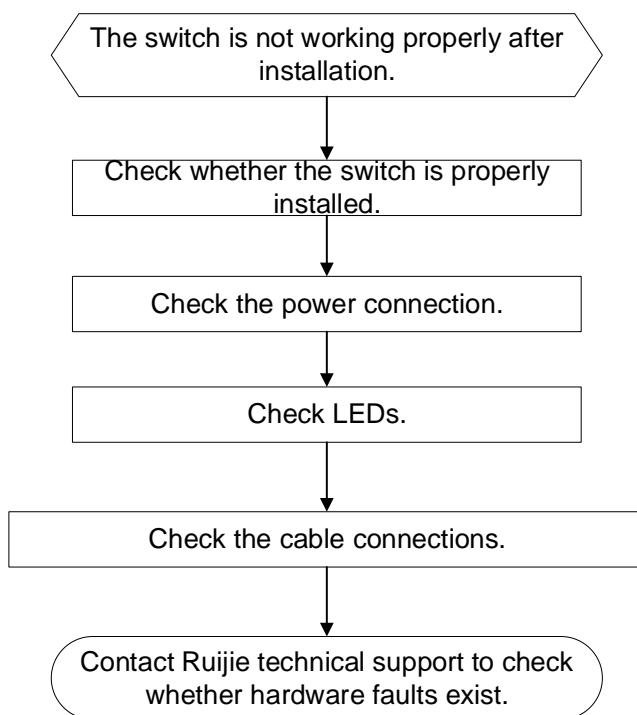 The switch is not working properly after
installation.
Check whether the switch is properly
installed.
Check the power connection.
Check LEDs.
Check the cable connections.
Contact Ruijie technical support to check
whether hardware faults exist.